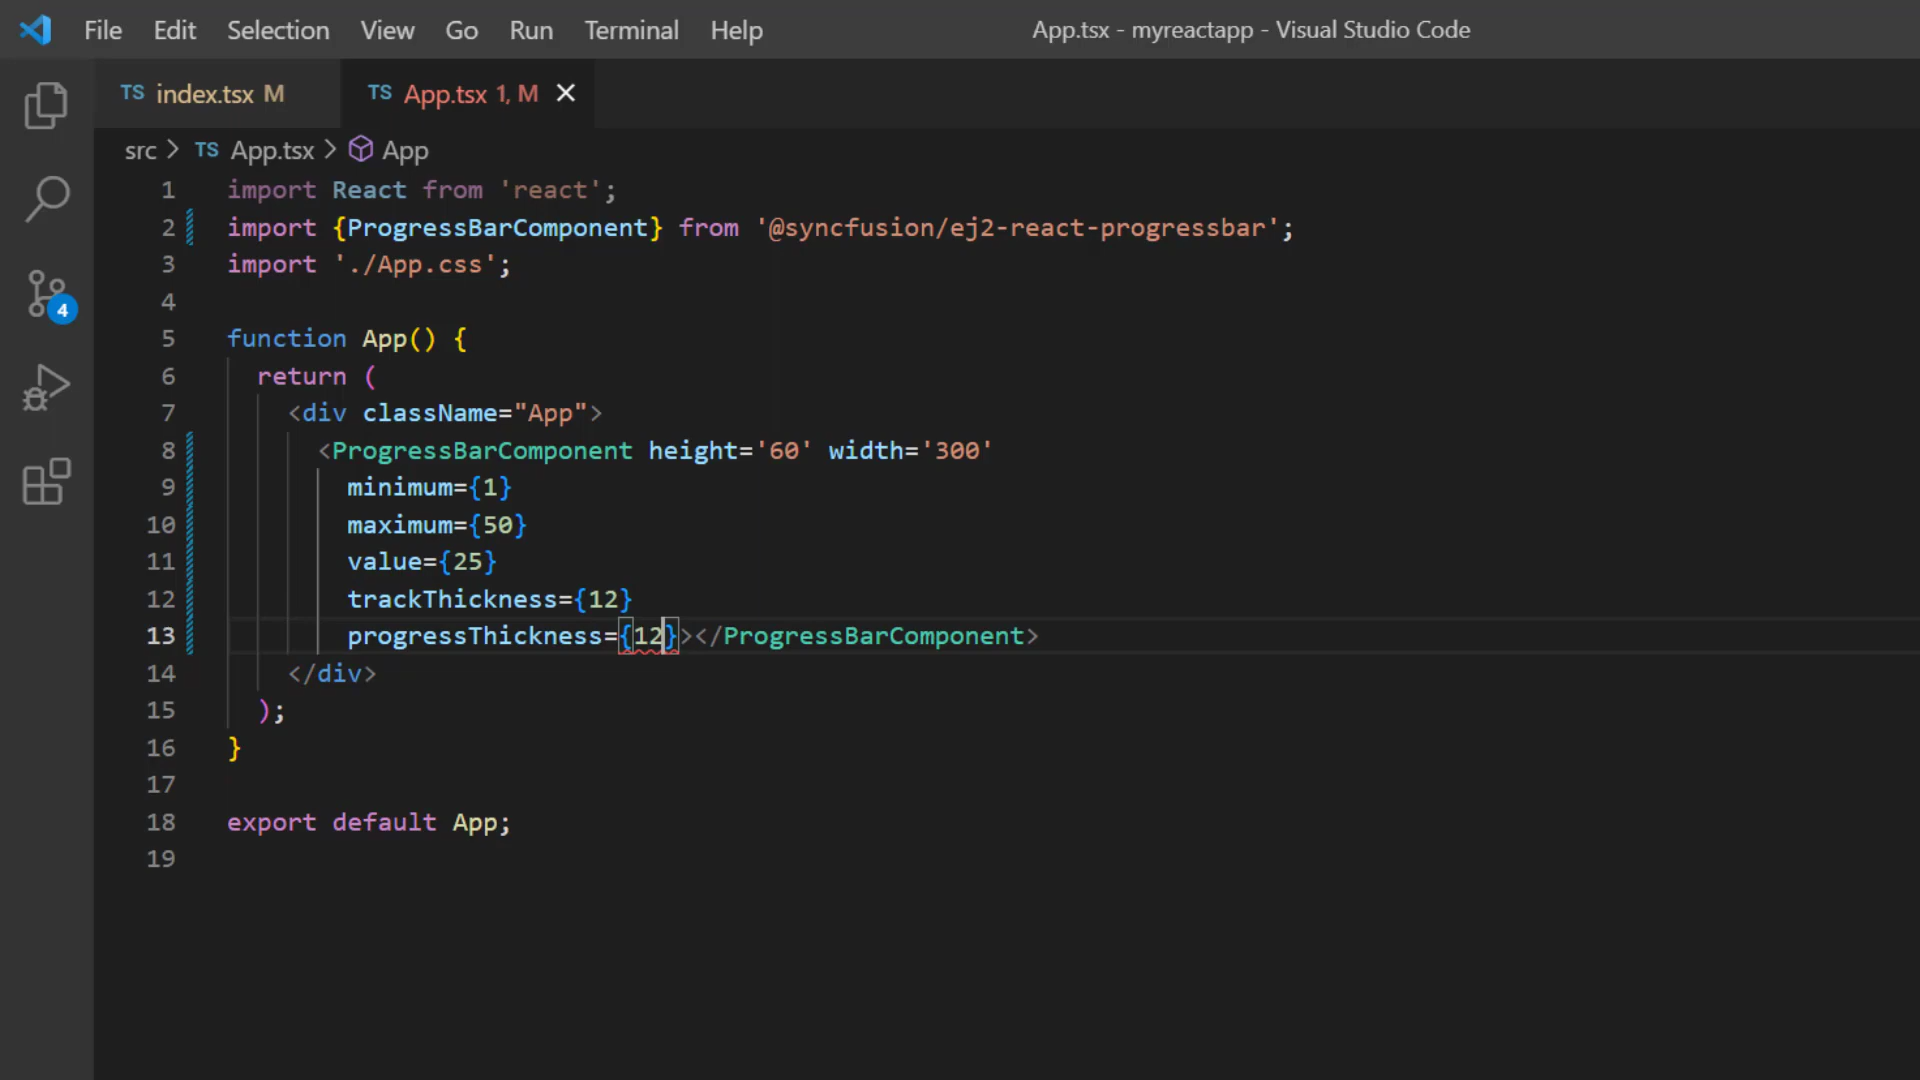 File Edit Selection View Go Run Terminal Help App.tsx - myreactapp - Visual Studio Code
TS index.tsx M TS App.tsx 1, M
src > TS App.tsx > App
1 import React from 'react';
2 import {ProgressBarComponent} from '@syncfusion/ej2-react-progressbar';
3 import './App.css';
4
5 function App() {
6 return (
7 <div className="App">
8 <ProgressBarComponent height='60' width='300'
9 minimum={1}
10 maximum={50}
11 value={25}
12 trackThickness={12}
13 progressThickness={12}></ProgressBarComponent>
14 </div>
15 );
16 }
17
18 export default App;
19
4